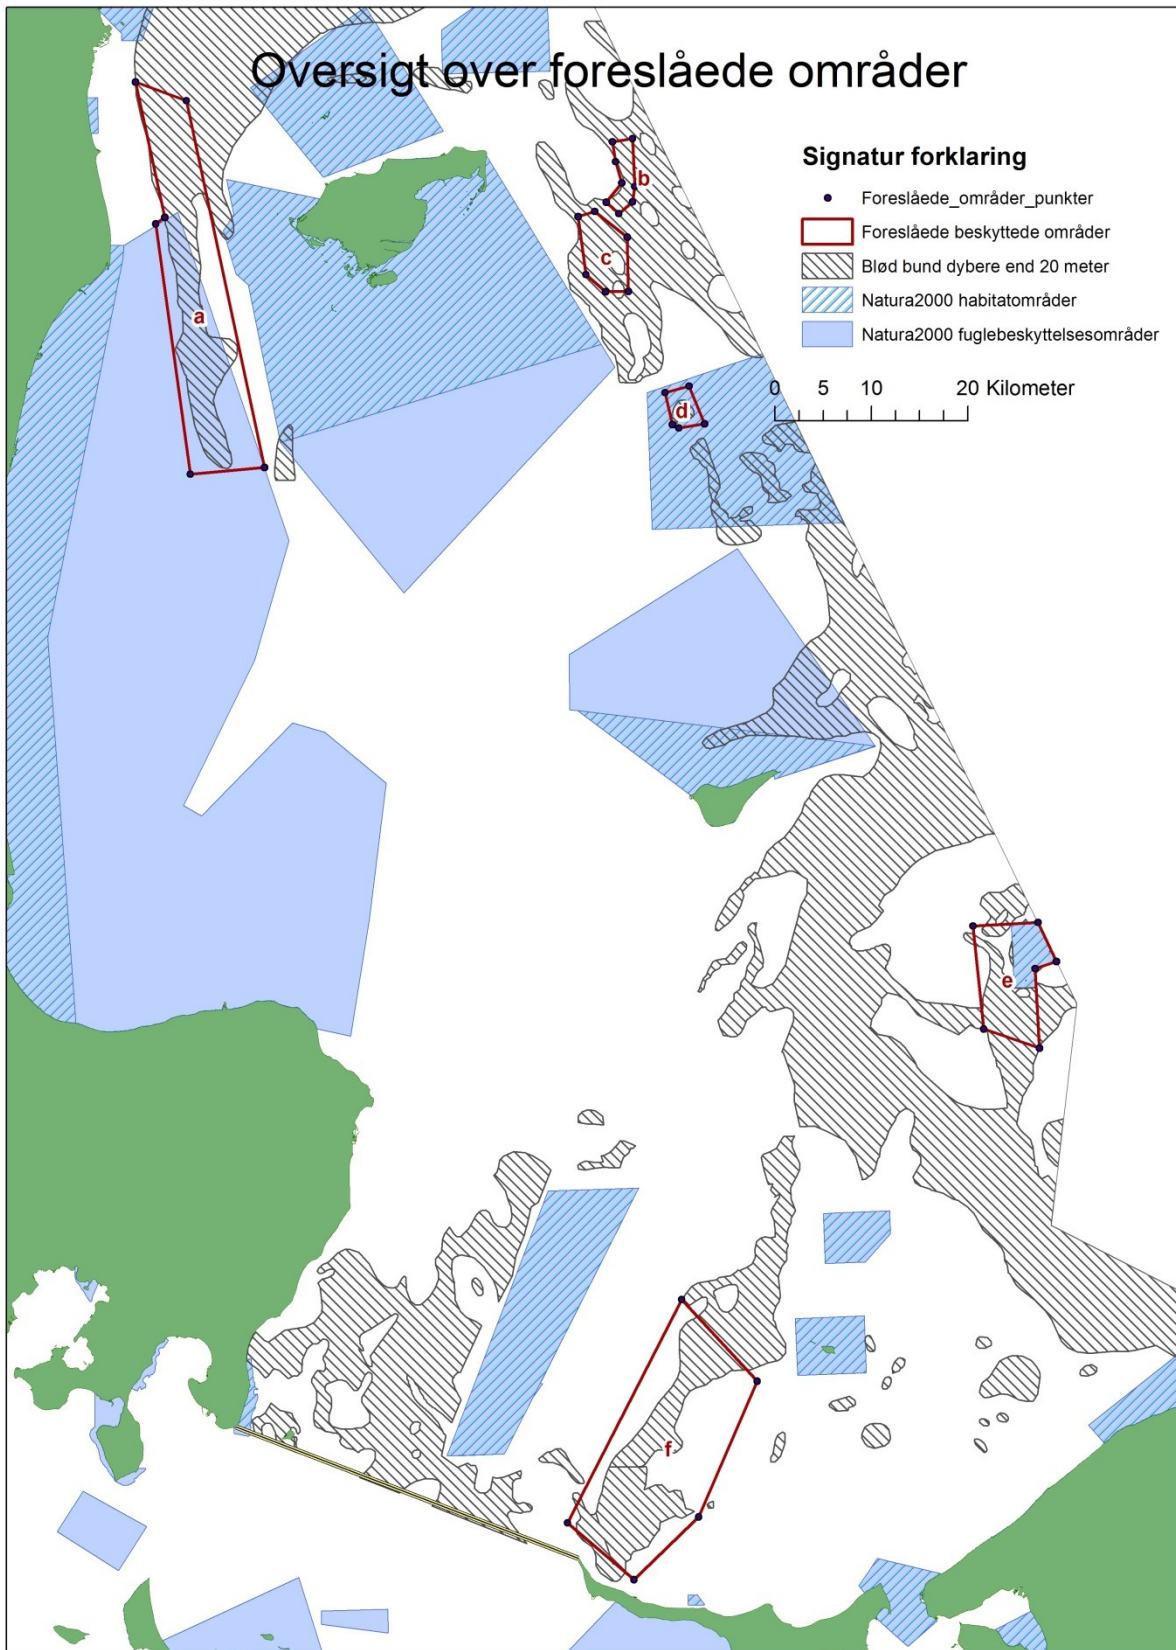 Oversigt over foreslåede områder
Signatur forklaring
Foreslåede_områder_punkter
Foreslåede beskyttede områder
Blød bund dybere end 20 meter
Natura2000 habitatområder
Natura2000 fuglebeskyttelsesområder
0 5 10 20 Kilometer
b
c
a
d
e
f